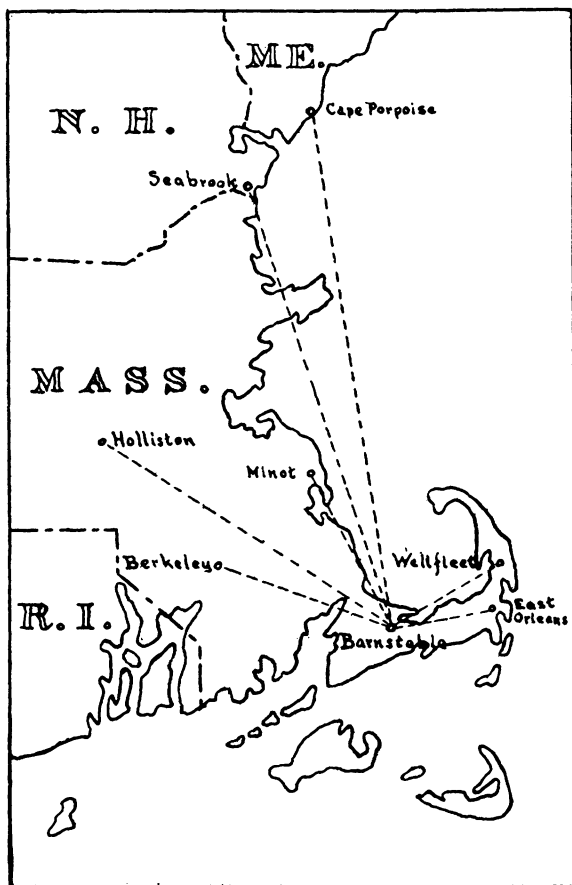 ME.
Cape Porpoise
N. H.
Seabrook
MASS.
Holliston
Minot
Wellfleet
Berkeley
East
Orleans
R. I.
Barnstable